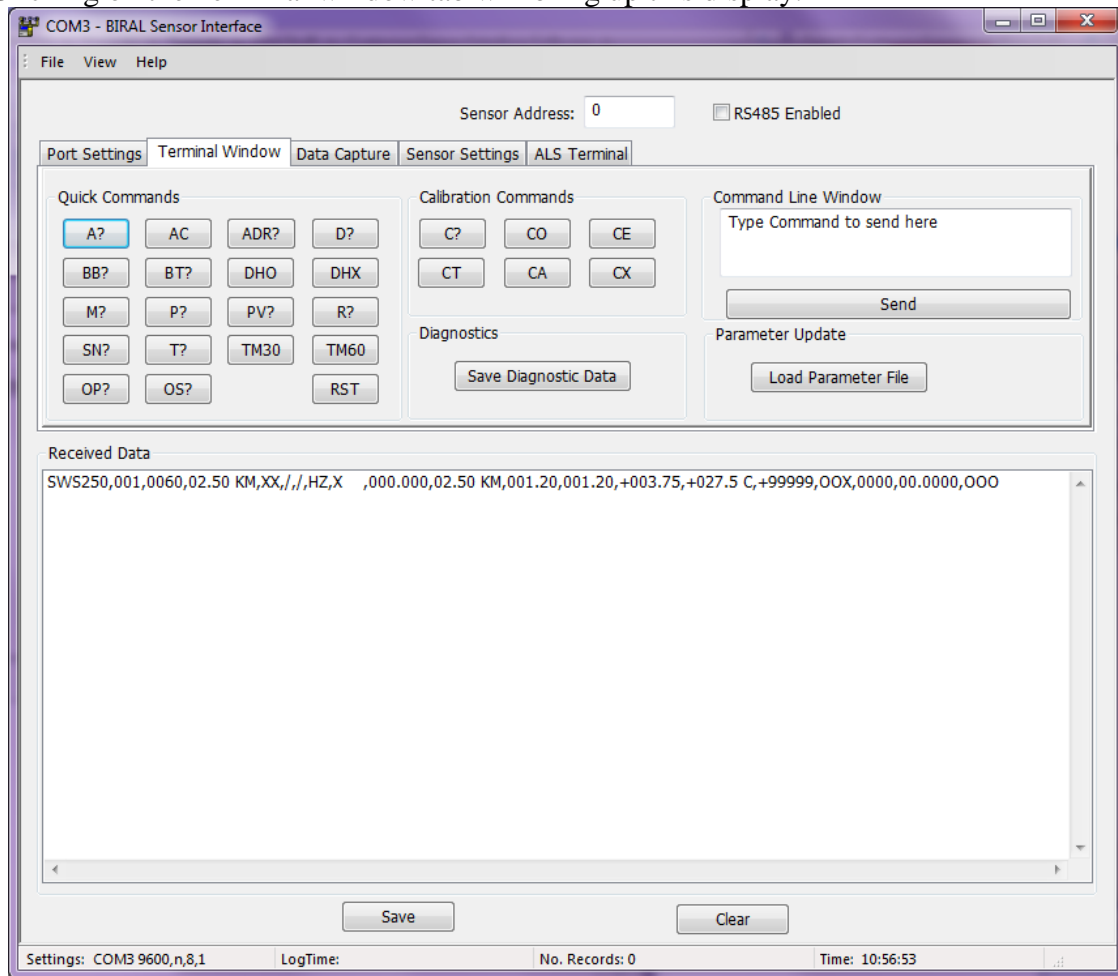 COM3 - BIRAL Sensor Interface
File View Help
Sensor Address: 0 RS485 Enabled
Port Settings Terminal Window Data Capture Sensor Settings ALS Terminal
Quick Commands Calibration Commands Command Line Window
Type Command to send here
A? AC ADR? D? C? CO CE
BB? BT? DHO DHX CT CA CX
M? P? PV? R? Send
Diagnostics Parameter Update
SN? T? TM30 TM60
Save Diagnostic Data Load Parameter File
OP? OS? RST
Received Data
SWS250,001,0060,02.50 KM,XX,/,/,HZ,X ,000.000,02.50 KM,001.20,001.20,+003.75,+027.5 C,+99999,OOX,0000,00.0000,OOO
Save Clear
Settings: COM3 9600,n,8,1 LogTime: No. Records: 0 Time: 10:56:53